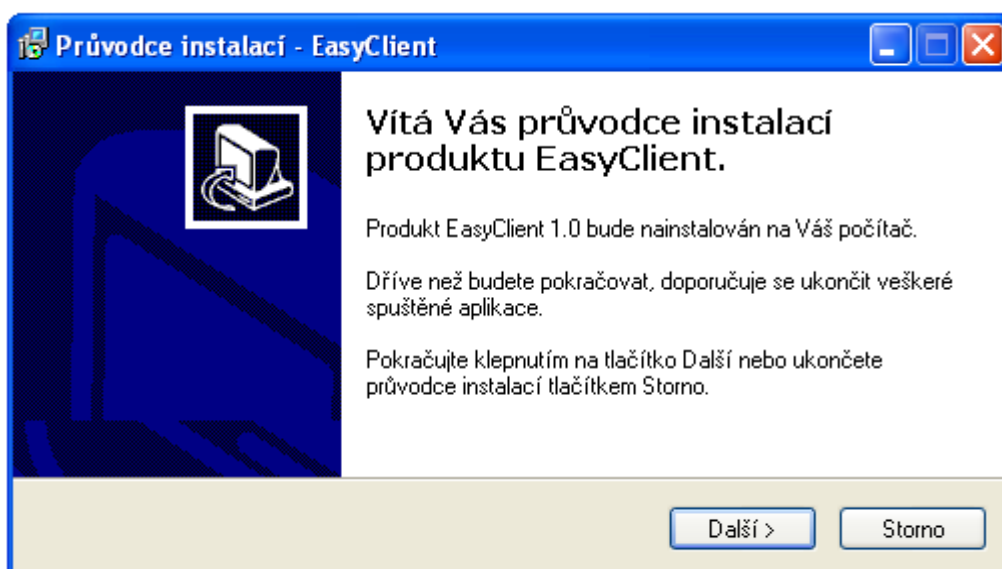 Průvodce instalací - EasyClient
Vítá Vás průvodce instalací
produktu EasyClient.
Produkt EasyClient 1.0 bude nainstalován na Váš počítač.
Dříve než budete pokračovat, doporučuje se ukončit veškeré
spuštěné aplikace.
Pokračujte klepnutím na tlačítko Další nebo ukončete
průvodce instalací tlačítkem Storno.
Další >
Storno